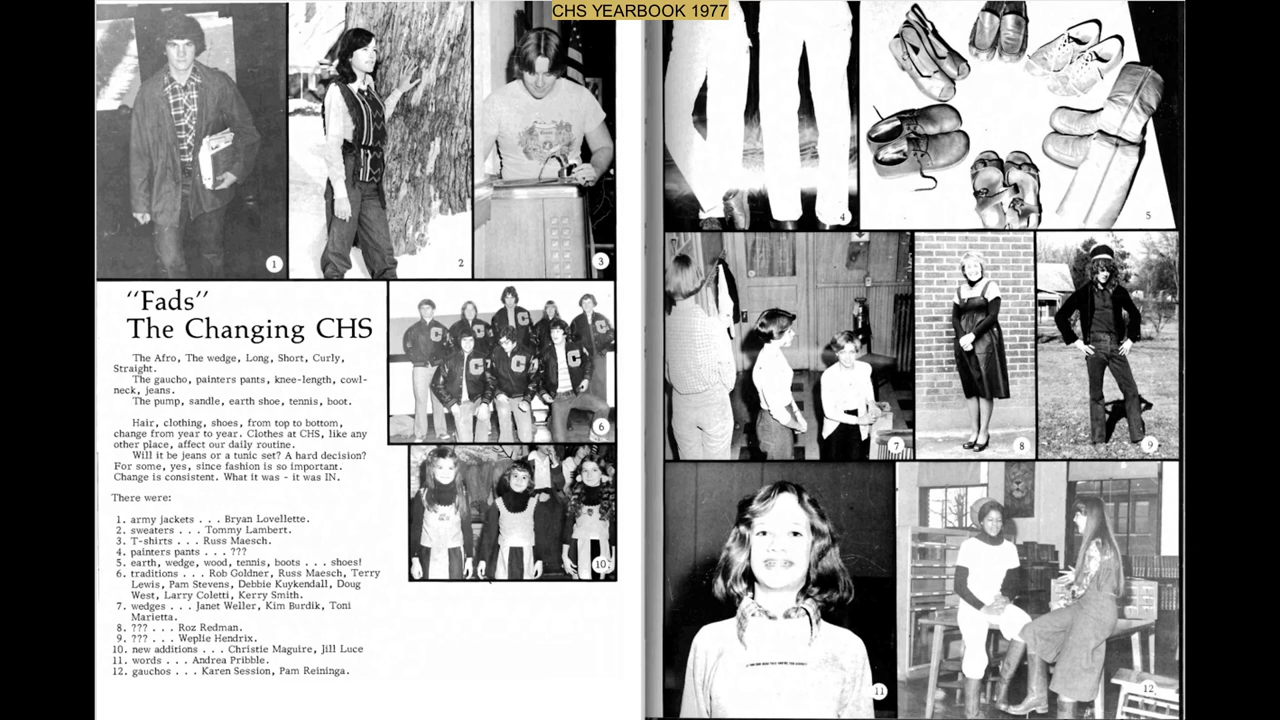 CHS YEARBOOK 1977
1
2
3
"Fads"
The Changing CHS
The Afro, The wedge, Long, Short, Curly,
Straight.
The gaucho, painters pants, knee-length, cowl-
neck, jeans.
The pump, sandle, earth shoe, tennis, boot.
Hair, clothing, shoes, from top to bottom,
change from year to year. Clothes at CHS, like any
other place, affect our daily routine.
Will it be jeans or a tunic set? A hard decision?
For some, yes, since fashion is so important.
Change is consistent. What it was - it was IN.
There were:
1. army jackets . . . Bryan Lovellette.
2. sweaters . . . Tommy Lambert.
3. T-shirts . . . Russ Maesch.
4. painters pants . . . ???
5. earth, wedge, wood, tennis, boots . . . shoes!
6. traditions . . . Rob Goldner, Russ Maesch, Terry
Lewis, Pam Stevens, Debbie Kuykendall, Doug
West, Larry Coletti, Kerry Smith.
7. wedges . . . Janet Weller, Kim Burdik, Toni
Marietta.
8. ??? . . . Roz Redman.
9. ??? . . . Weplie Hendrix.
10. new additions . . . Christie Maguire, Jill Luce
11. words . . . Andrea Pribble.
12. gauchos . . . Karen Session, Pam Reininga.
C C C C C
6
10
4
5
7
8
9
11
12